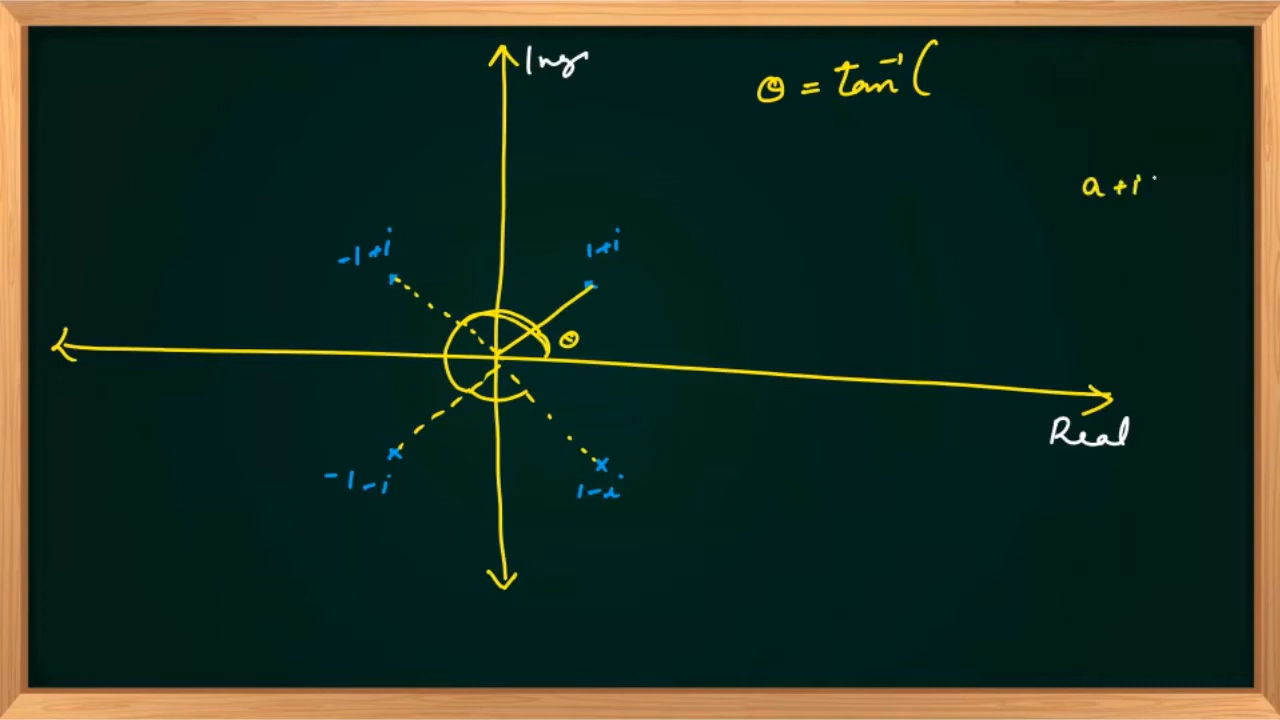 Img
θ = tan⁻¹(
a + i
-1+i
1+i
θ
Real
-1-i
1-i